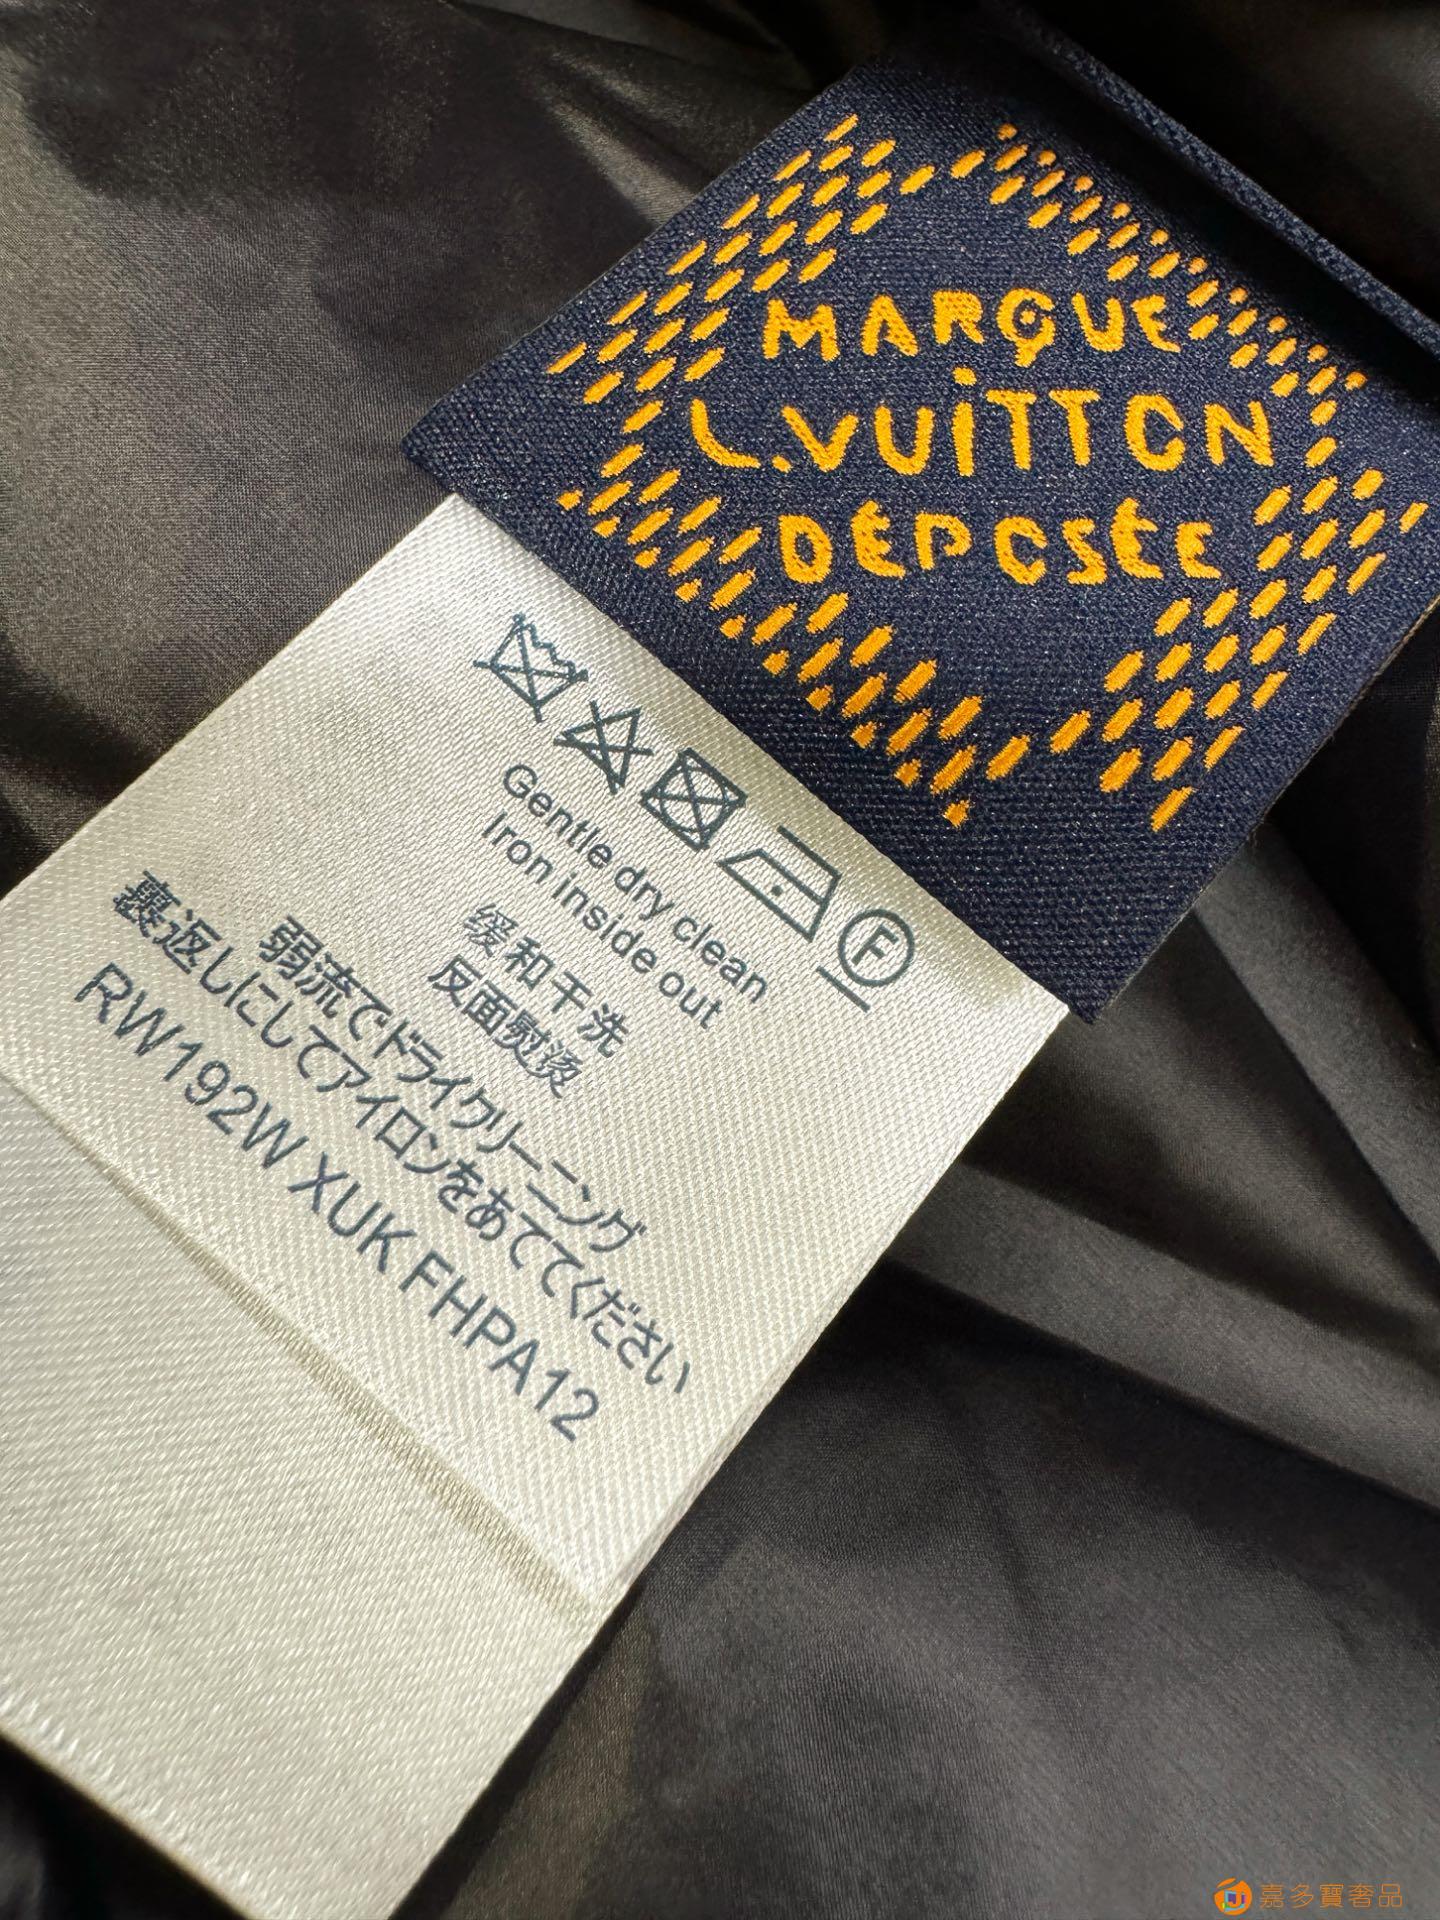 MARQUE
L.VUITTON
DÉPOSÉE
F
Gentle dry clean
Iron inside out
缓和干洗
反面熨烫
弱流でドライクリーニング
裏返しにしてアイロンをあててください
RW192W XUK FHPA12
嘉多寶奢品